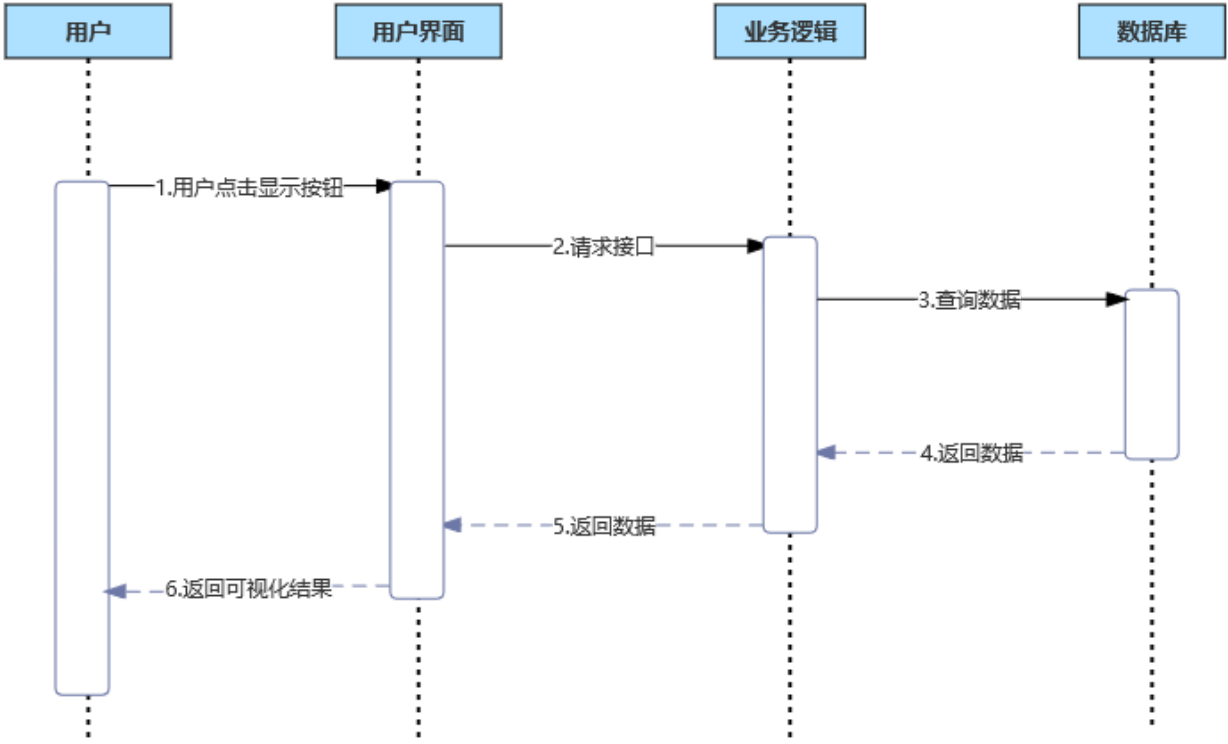 用户
用户界面
业务逻辑
数据库
1.用户点击显示按钮
2.请求接口
3.查询数据
4.返回数据
5.返回数据
6.返回可视化结果